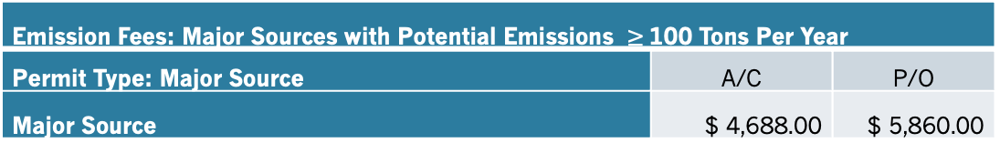 Emission Fees: Major Sources with Potential Emissions ≥ 100 Tons Per Year
Permit Type: Major Source A/C P/O
Major Source $ 4,688.00 $ 5,860.00